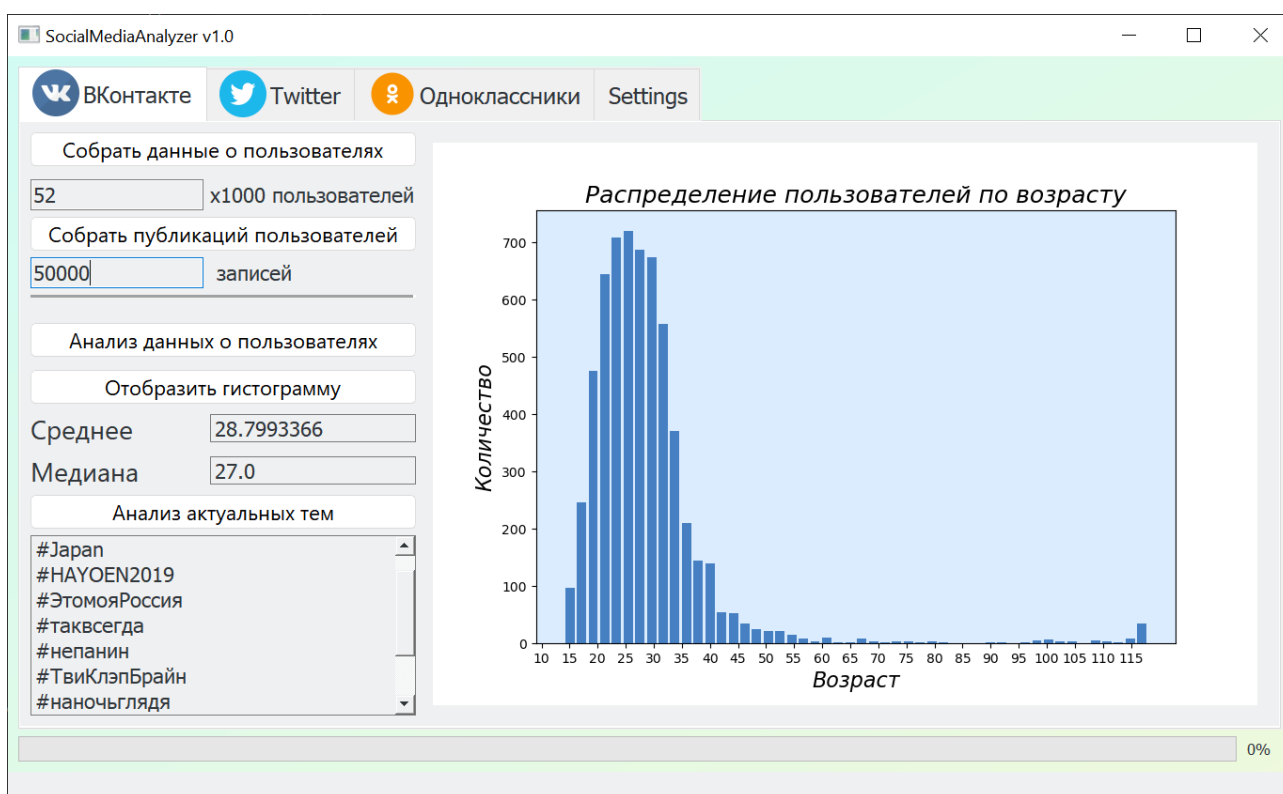 SocialMediaAnalyzer v1.0
ВКонтакте
Twitter
Одноклассники
Settings
Собрать данные о пользователях
52
x1000 пользователей
Собрать публикаций пользователей
50000
записей
Анализ данных о пользователях
Отобразить гистограмму
Среднее
28.7993366
Медиана
27.0
Анализ актуальных тем
#Japan
#HAYOEN2019
#ЭтомояРоссия
#таквсегда
#непанин
#ТвиКлэпБрайн
#наночьглядя
Распределение пользователей по возрасту
Количество
700
600
500
400
300
200
100
0
10 15 20 25 30 35 40 45 50 55 60 65 70 75 80 85 90 95 100 105 110 115
Возраст
0%